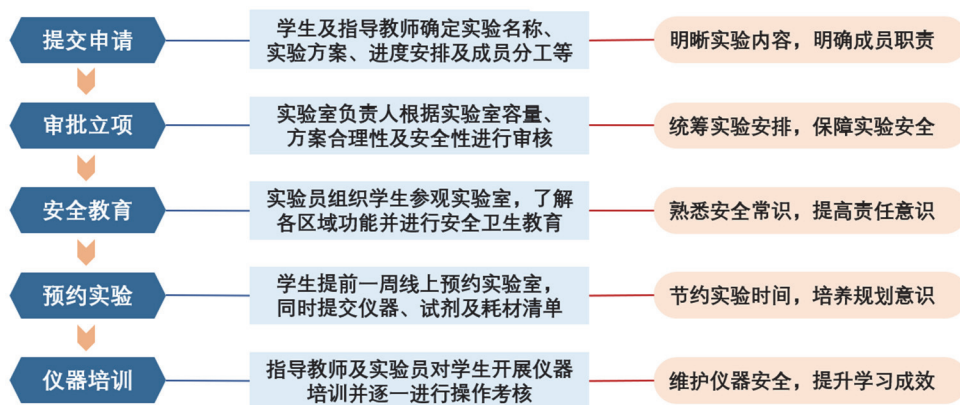 提交申请
学生及指导教师确定实验名称、
实验方案、进度安排及成员分工等
明晰实验内容，明确成员职责
审批立项
实验室负责人根据实验室容量、
方案合理性及安全性进行审核
统筹实验安排，保障实验安全
安全教育
实验员组织学生参观实验室，了解
各区域功能并进行安全卫生教育
熟悉安全常识，提高责任意识
预约实验
学生提前一周线上预约实验室，
同时提交仪器、试剂及耗材清单
节约实验时间，培养规划意识
仪器培训
指导教师及实验员对学生开展仪器
培训并逐一进行操作考核
维护仪器安全，提升学习成效